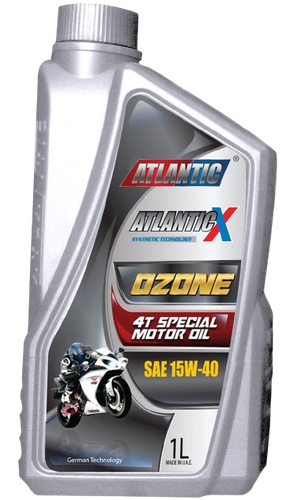 ATLANTIC®
ATLANTIC X
SYNTHETIC TECHNOLOGY
OZONE
4T SPECIAL
MOTOR OIL
SAE 15W-40
1L
MADE IN U.A.E.
German Technology